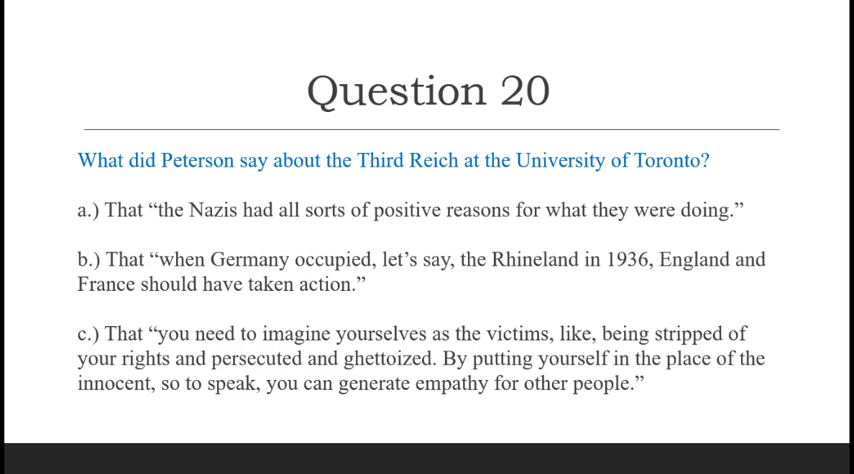 Question 20
What did Peterson say about the Third Reich at the University of Toronto?
a.) That “the Nazis had all sorts of positive reasons for what they were doing.”
b.) That “when Germany occupied, let’s say, the Rhineland in 1936, England and
France should have taken action.”
c.) That “you need to imagine yourselves as the victims, like, being stripped of
your rights and persecuted and ghettoized. By putting yourself in the place of the
innocent, so to speak, you can generate empathy for other people.”